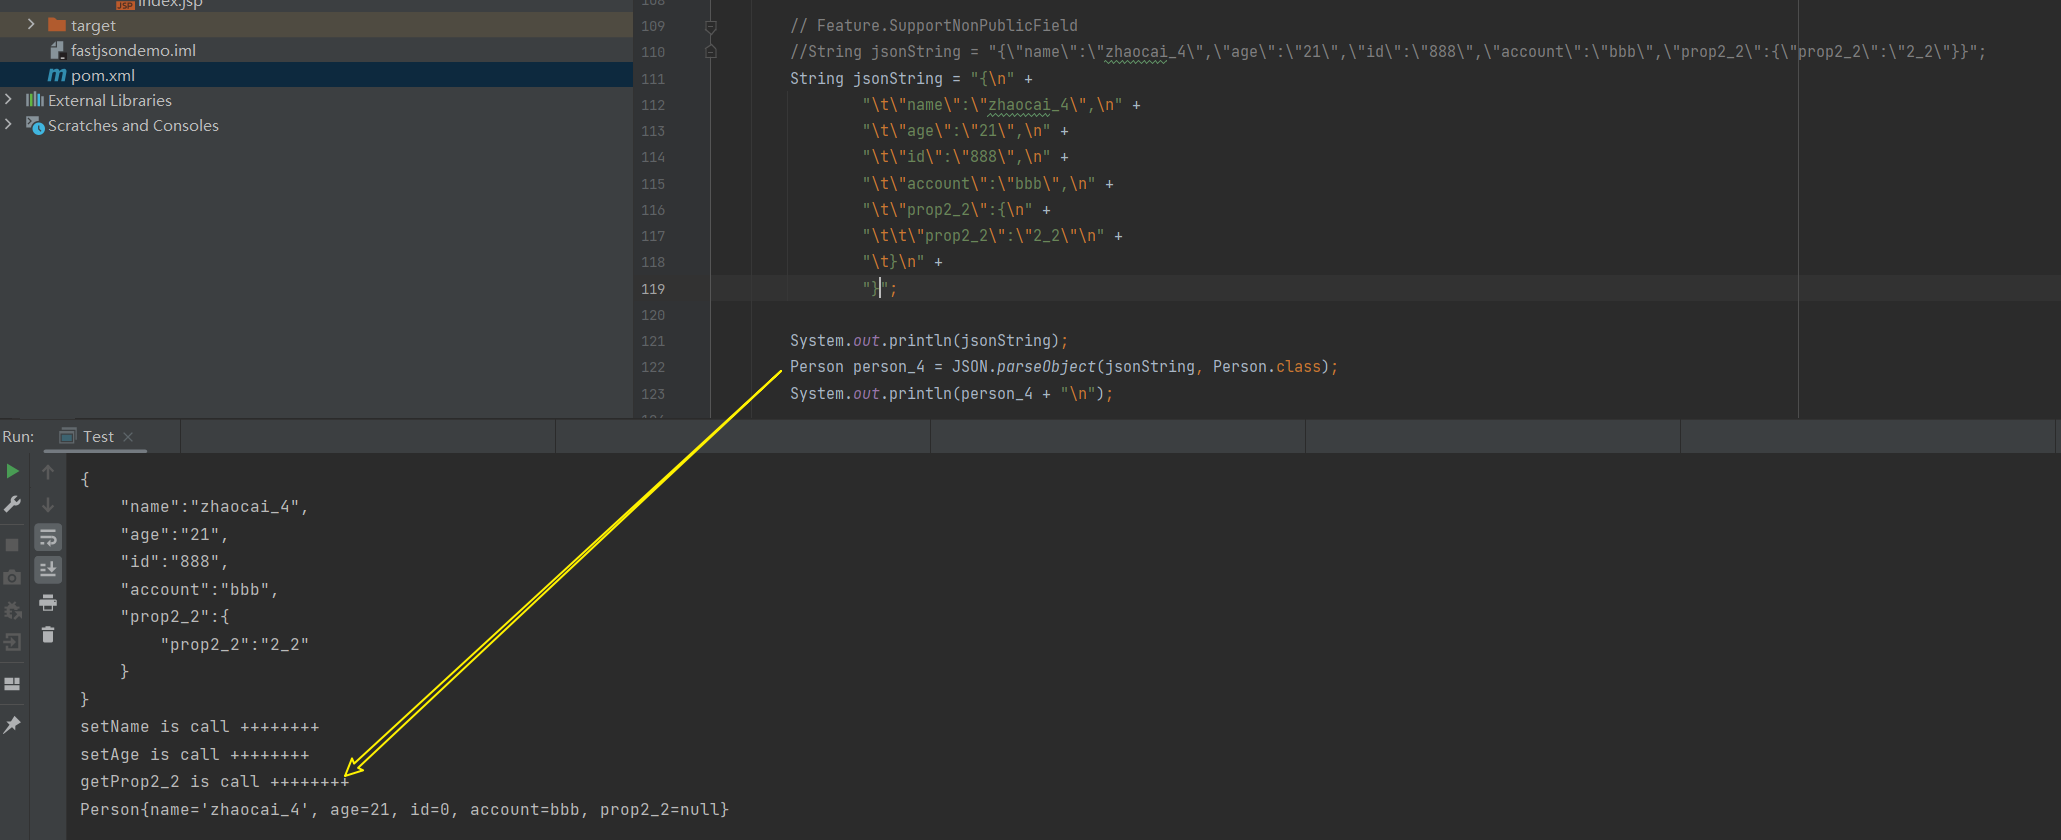 index.jsp
target
fastjsondemo.iml
pom.xml
External Libraries
Scratches and Consoles
109 // Feature.SupportNonPublicField
110 //String jsonString = "{\"name\":\"zhaocai_4\",\"age\":\"21\",\"id\":\"888\",\"account\":\"bbb\",\"prop2_2\":{\"prop2_2\":\"2_2\"}}";
111 String jsonString = "{\n" +
112 "\t\"name\":\"zhaocai_4\",\n" +
113 "\t\"age\":\"21\",\n" +
114 "\t\"id\":\"888\",\n" +
115 "\t\"account\":\"bbb\",\n" +
116 "\t\"prop2_2\":{\n" +
117 "\t\t\"prop2_2\":\"2_2\"\n" +
118 "\t}\n" +
119 "}";
120
121 System.out.println(jsonString);
122 Person person_4 = JSON.parseObject(jsonString, Person.class);
123 System.out.println(person_4 + "\n");
Run: Test
{
"name":"zhaocai_4",
"age":"21",
"id":"888",
"account":"bbb",
"prop2_2":{
"prop2_2":"2_2"
}
}
setName is call ++++++++
setAge is call ++++++++
getProp2_2 is call ++++++++
Person{name='zhaocai_4', age=21, id=0, account=bbb, prop2_2=null}